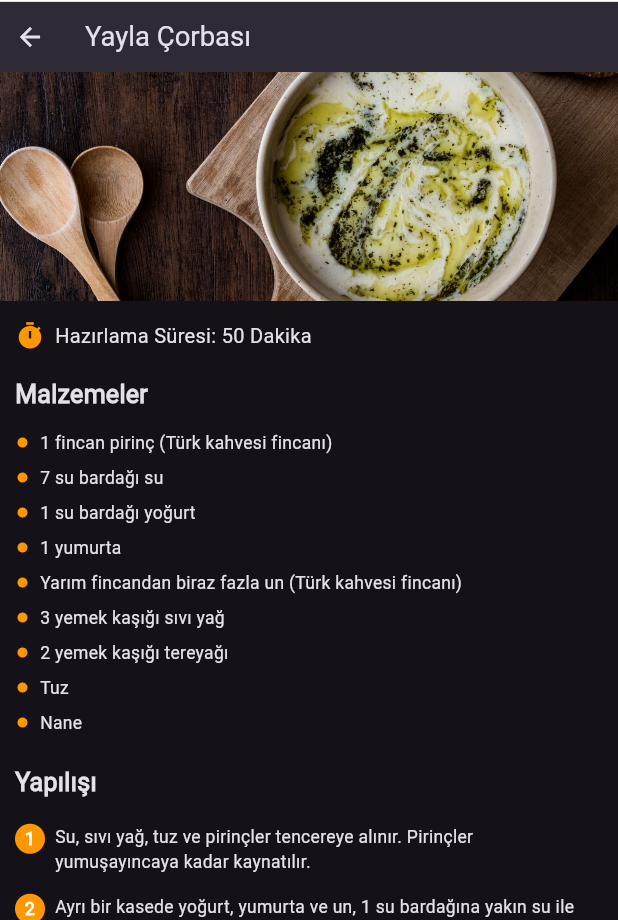 Yayla Çorbası
Hazırlama Süresi: 50 Dakika
Malzemeler
1 fincan pirinç (Türk kahvesi fincanı)
7 su bardağı su
1 su bardağı yoğurt
1 yumurta
Yarım fincandan biraz fazla un (Türk kahvesi fincanı)
3 yemek kaşığı sıvı yağ
2 yemek kaşığı tereyağı
Tuz
Nane
Yapılışı
1 Su, sıvı yağ, tuz ve pirinçler tencereye alınır. Pirinçler
yumuşayıncaya kadar kaynatılır.
2 Ayrı bir kasede yoğurt, yumurta ve un, 1 su bardağına yakın su ile